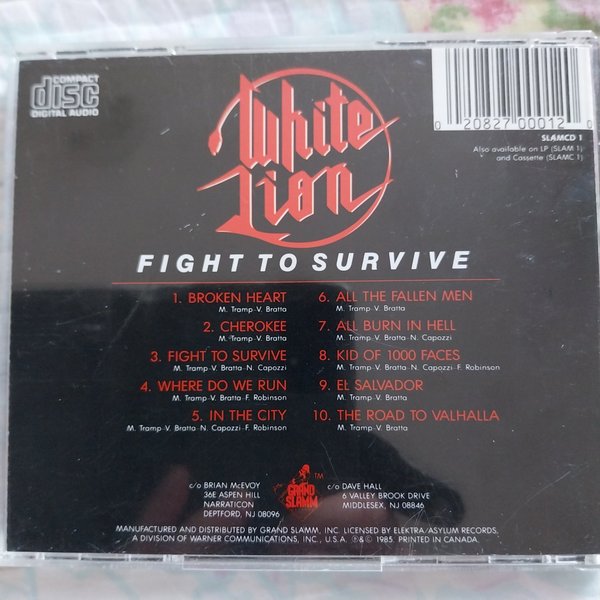 COMPACT
disc
DIGITAL AUDIO
White
Lion
0 20827 00012 0
SLAMCD 1
Also available on LP (SLAM 1)
and Cassette (SLAMC 1)
FIGHT TO SURVIVE
1. BROKEN HEART
M. Tramp-V. Bratta
2. CHEROKEE
M. Tramp-V. Bratta
3. FIGHT TO SURVIVE
M. Tramp-V. Bratta-N. Capozzi
4. WHERE DO WE RUN
M. Tramp-V. Bratta-F. Robinson
5. IN THE CITY
M. Tramp-V. Bratta-N. Capozzi-F. Robinson
6. ALL THE FALLEN MEN
M. Tramp-V. Bratta
7. ALL BURN IN HELL
M. Tramp-V. Bratta-N. Capozzi
8. KID OF 1000 FACES
M. Tramp-V. Bratta-N. Capozzi-F. Robinson
9. EL SALVADOR
M. Tramp-V. Bratta
10. THE ROAD TO VALHALLA
M. Tramp-V. Bratta
c/o BRIAN McEVOY
36E ASPEN HILL
NARRATICON
DEPTFORD, NJ 08096
GRAND
SLAMM
TM
c/o DAVE HALL
6 VALLEY BROOK DRIVE
MIDDLESEX, NJ 08846
MANUFACTURED AND DISTRIBUTED BY GRAND SLAMM, INC. LICENSED BY ELEKTRA/ASYLUM RECORDS,
A DIVISION OF WARNER COMMUNICATIONS, INC., U.S.A. ℗&© 1985. PRINTED IN CANADA.